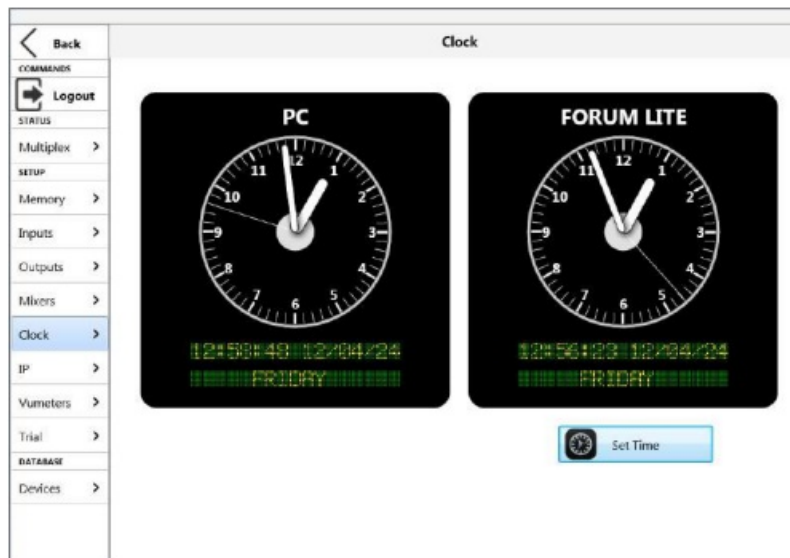 Back
Clock
COMMANDS
Logout
STATUS
Multiplex
SETUP
Memory
Inputs
Outputs
Mixers
Clock
IP
Vumeters
Trial
DATABASE
Devices
PC
12
1
2
3
4
5
6
7
8
9
10
11
12:58:48 12/04/24
FRIDAY
FORUM LITE
12
1
2
3
4
5
6
7
8
9
10
11
12:56:23 12/04/24
FRIDAY
Set Time